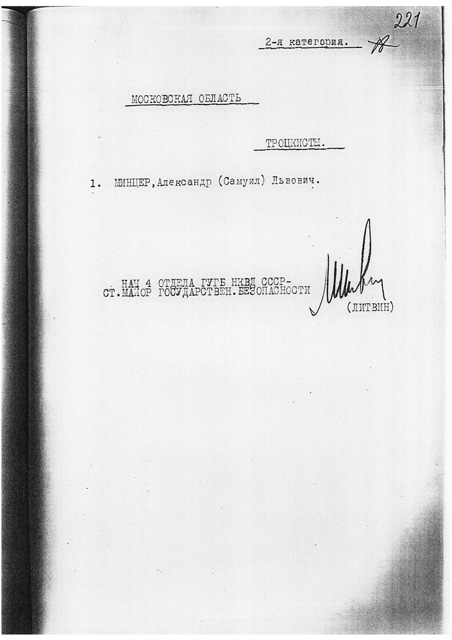 221
2-я категория.
МОСКОВСКАЯ ОБЛАСТЬ
ТРОЦКИСТЫ.
1. МИНЦЕР,Александр (Самуил) Львович.
НАЧ 4 ОТДЕЛА ГУГБ НКВД СССР-
СТ.МАЙОР ГОСУДАРСТВЕН.БЕЗОПАСНОСТИ
(ЛИТВИН)